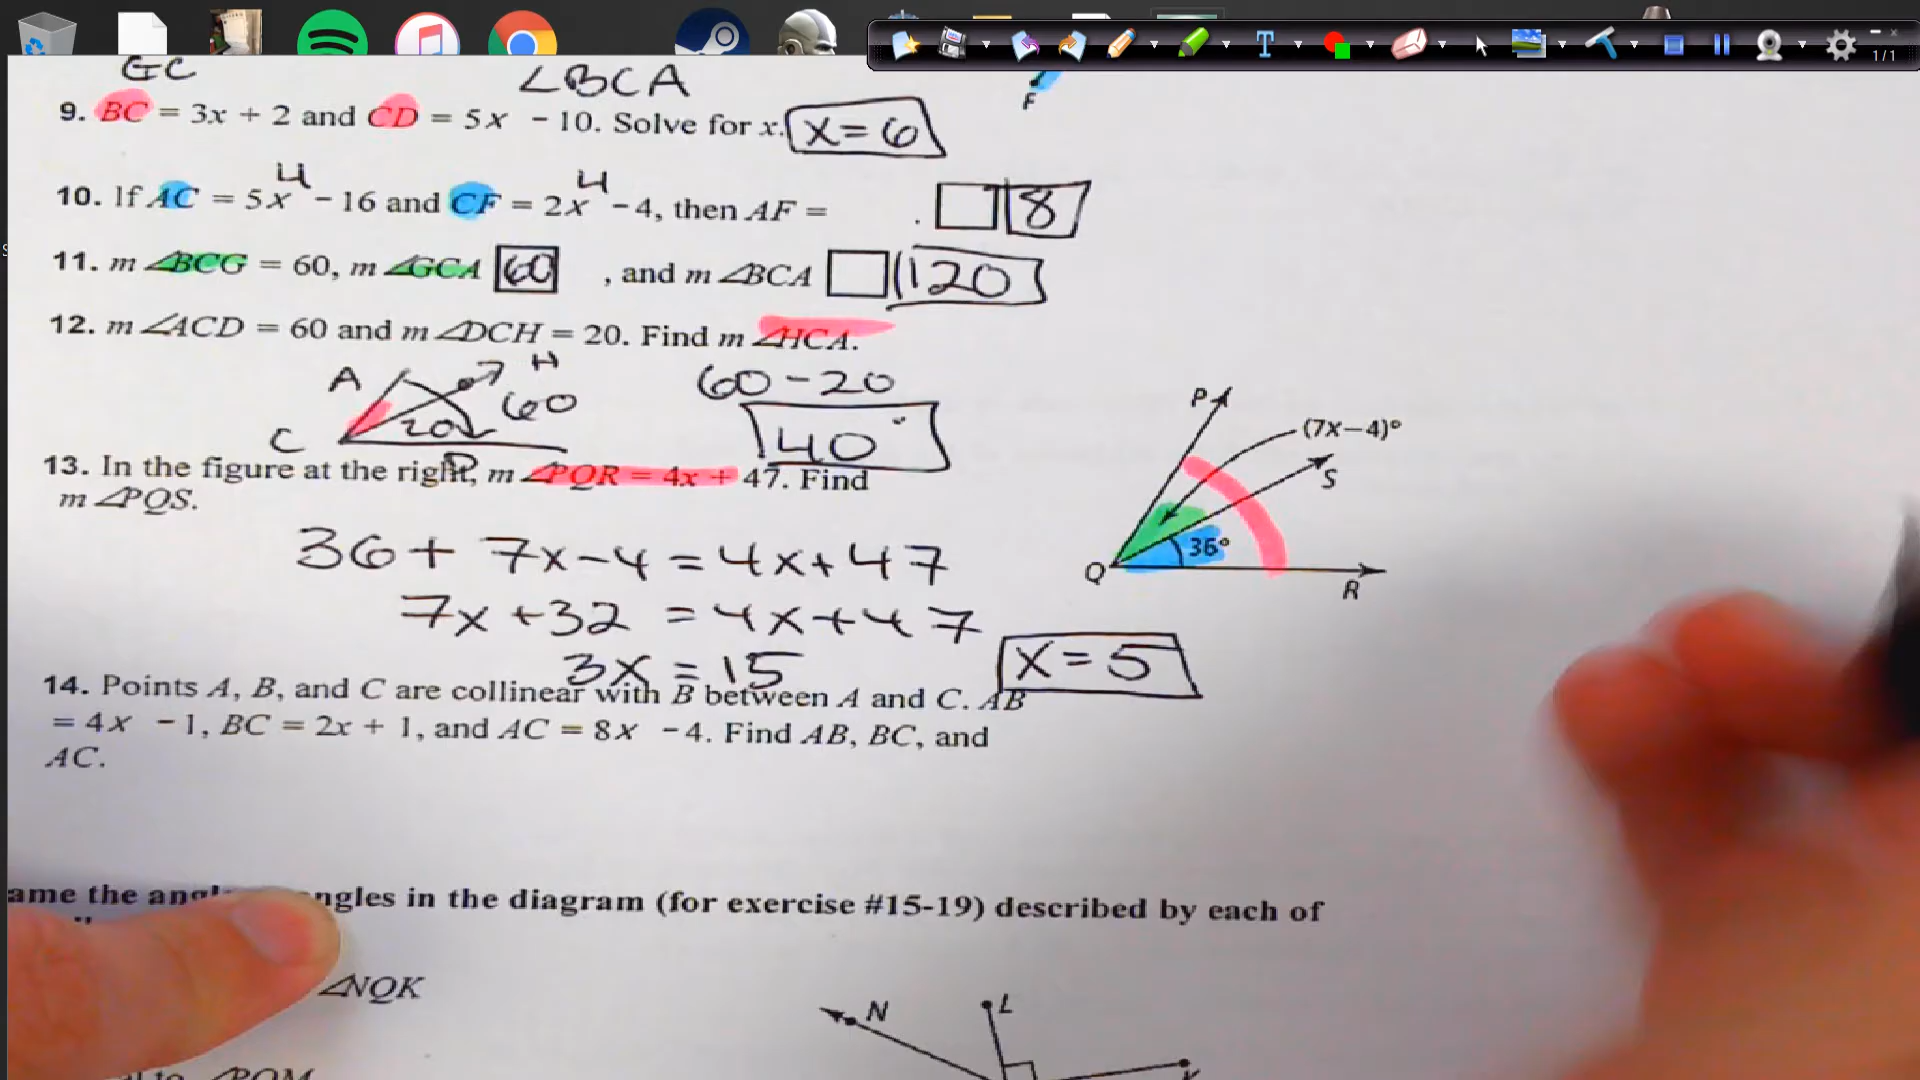 GC
∠BCA
F
1/1
9. BC = 3x + 2 and CD = 5x - 10. Solve for x. x=6
4 4
10. If AC = 5x - 16 and CF = 2x - 4, then AF = . 8
11. m ∠BCG = 60, m ∠GCA 60 , and m ∠BCA 120
12. m ∠ACD = 60 and m ∠DCH = 20. Find m ∠HCA.
A H 60
C 20 D
60-20
40°
13. In the figure at the right, m ∠PQR = 4x + 47. Find
m ∠PQS.
P
(7x-4)°
S
36°
Q
R
36+ 7x-4=4x+47
7x+32 =4x+47
3x=15
x=5
14. Points A, B, and C are collinear with B between A and C. AB
= 4x - 1, BC = 2x + 1, and AC = 8x - 4. Find AB, BC, and
AC.
ngles in the diagram (for exercise #15-19) described by each of
∠NQK
N
L
∠POM